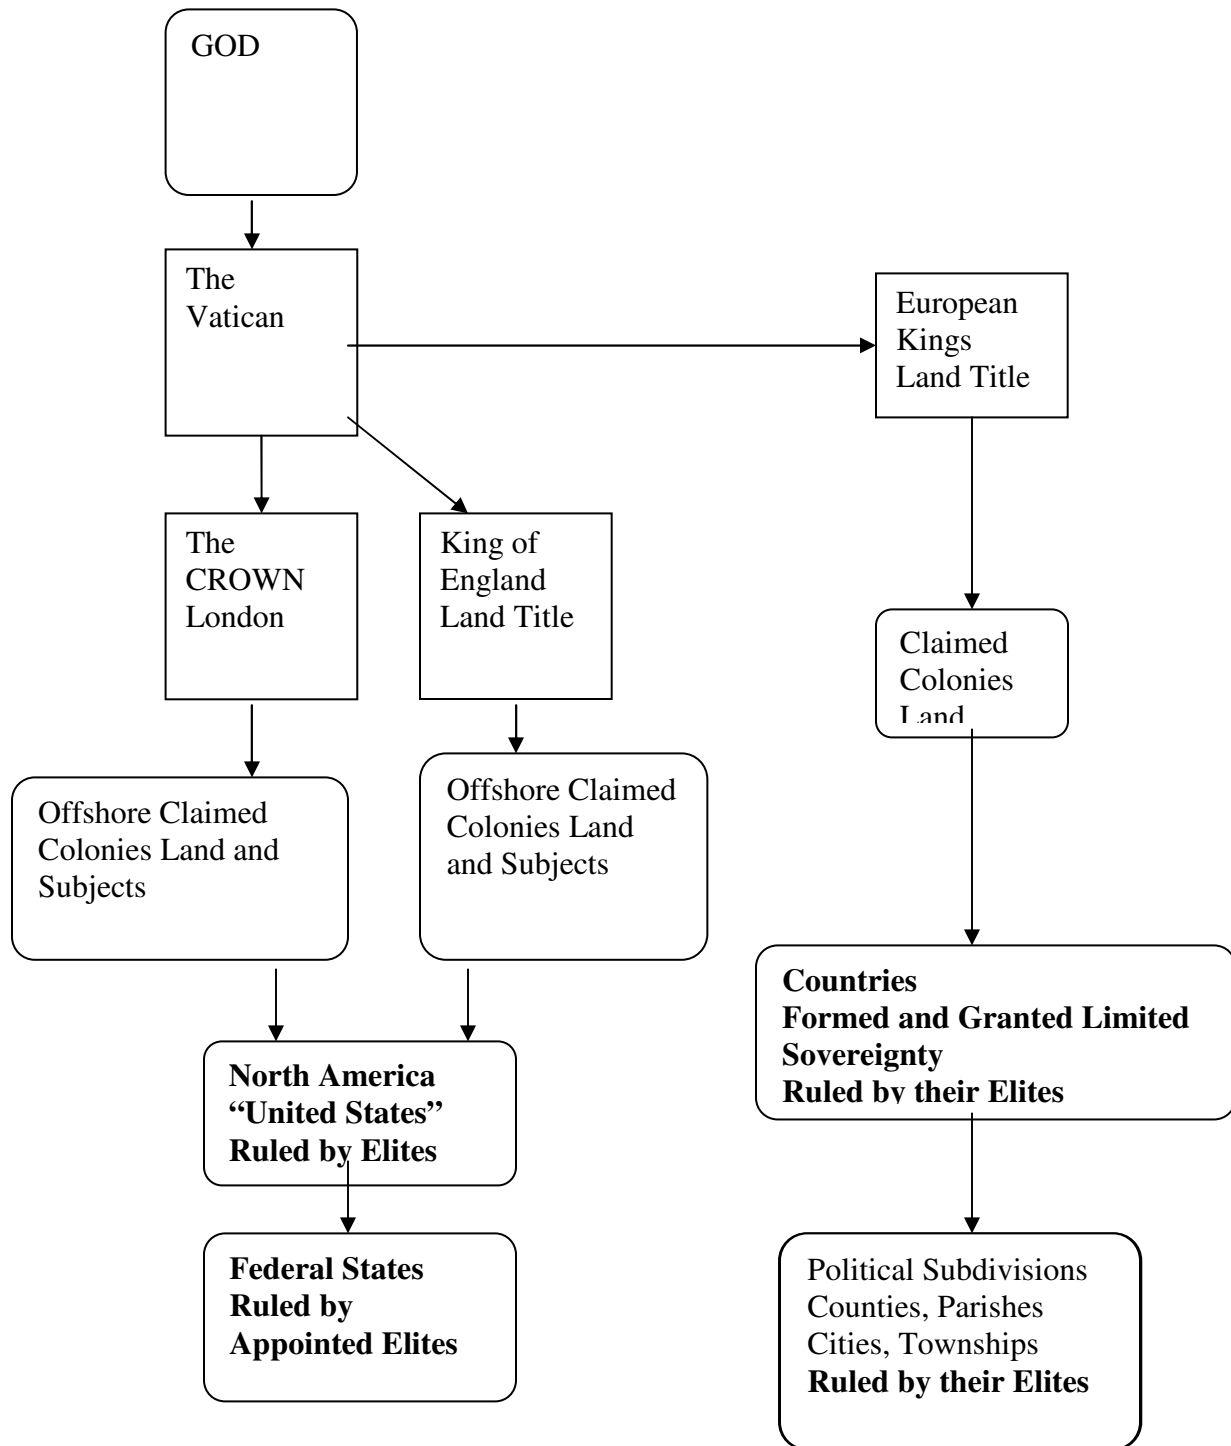 GOD
The
Vatican
European
Kings
Land Title
The
CROWN
London
King of
England
Land Title
Claimed
Colonies
Land
Offshore Claimed
Colonies Land and
Subjects
Offshore Claimed
Colonies Land
and Subjects
Countries
Formed and Granted Limited
Sovereignty
Ruled by their Elites
North America
“United States”
Ruled by Elites
Federal States
Ruled by
Appointed Elites
Political Subdivisions
Counties, Parishes
Cities, Townships
Ruled by their Elites